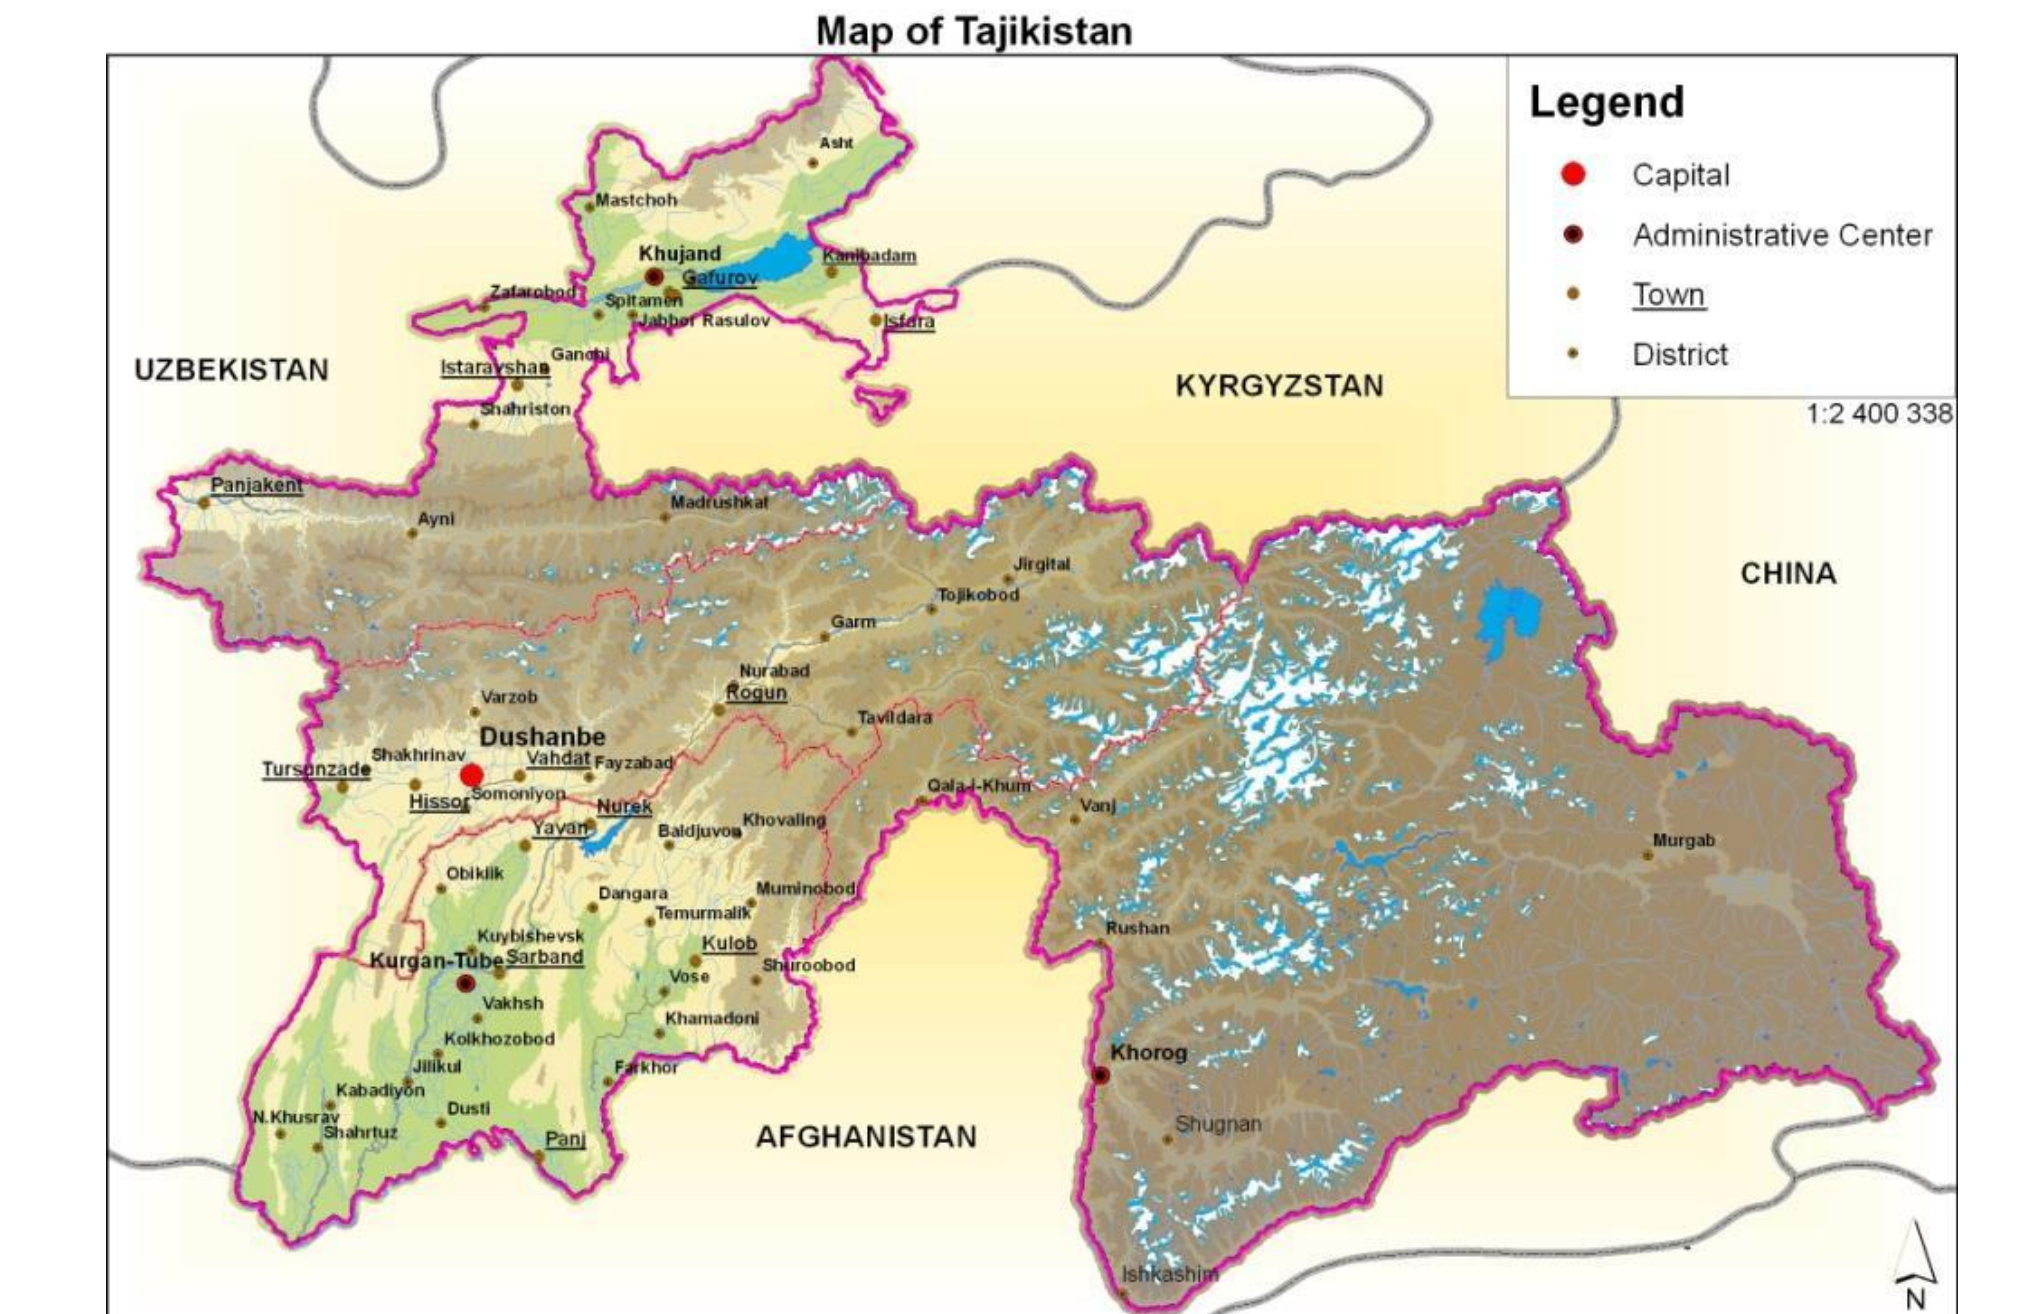 Map of Tajikistan
Legend
Capital
Administrative Center
Town
District
1:2 400 338
UZBEKISTAN
KYRGYZSTAN
CHINA
AFGHANISTAN
Asht
Mastchoh
Khujand
Gafurov
Kanibadam
Zafarobod
Spitamen
Jabbor Rasulov
Isfara
Ganchi
Istaravshan
Shahriston
Panjakent
Ayni
Madrushkat
Jirgital
Tojikobod
Garm
Nurabad
Rogun
Varzob
Tavildara
Dushanbe
Shakhrinav
Vahdat
Fayzabad
Tursunzade
Hissor
Somoniyon
Nurek
Qala-i-Khum
Vanj
Yavan
Baldjuvon
Khovaling
Murgab
Obikiik
Dangara
Muminobod
Temurmalik
Rushan
Kuybishevsk
Kulob
Kurgan-Tube
Sarband
Shuroobod
Vose
Vakhsh
Khamadoni
Kolkhozobod
Khorog
Jilikul
Farkhor
Kabadiyon
Dusti
N.Khusrav
Shahrtuz
Panj
Shugnan
Ishkashim
N